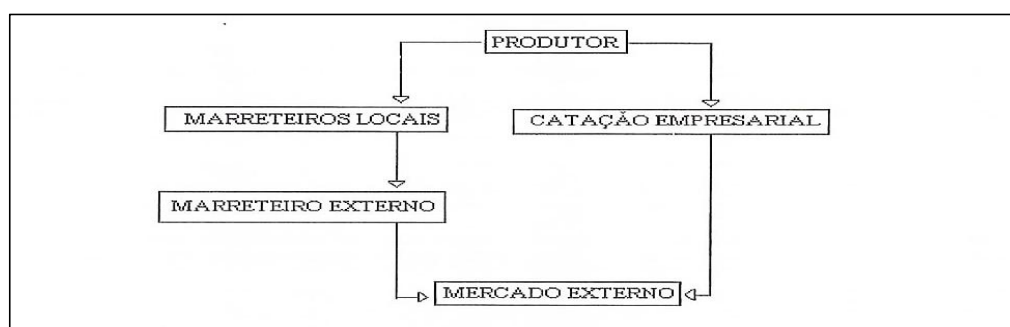 PRODUTOR
MARRETEIROS LOCAIS
CATAÇÃO EMPRESARIAL
MARRETEIRO EXTERNO
MERCADO EXTERNO